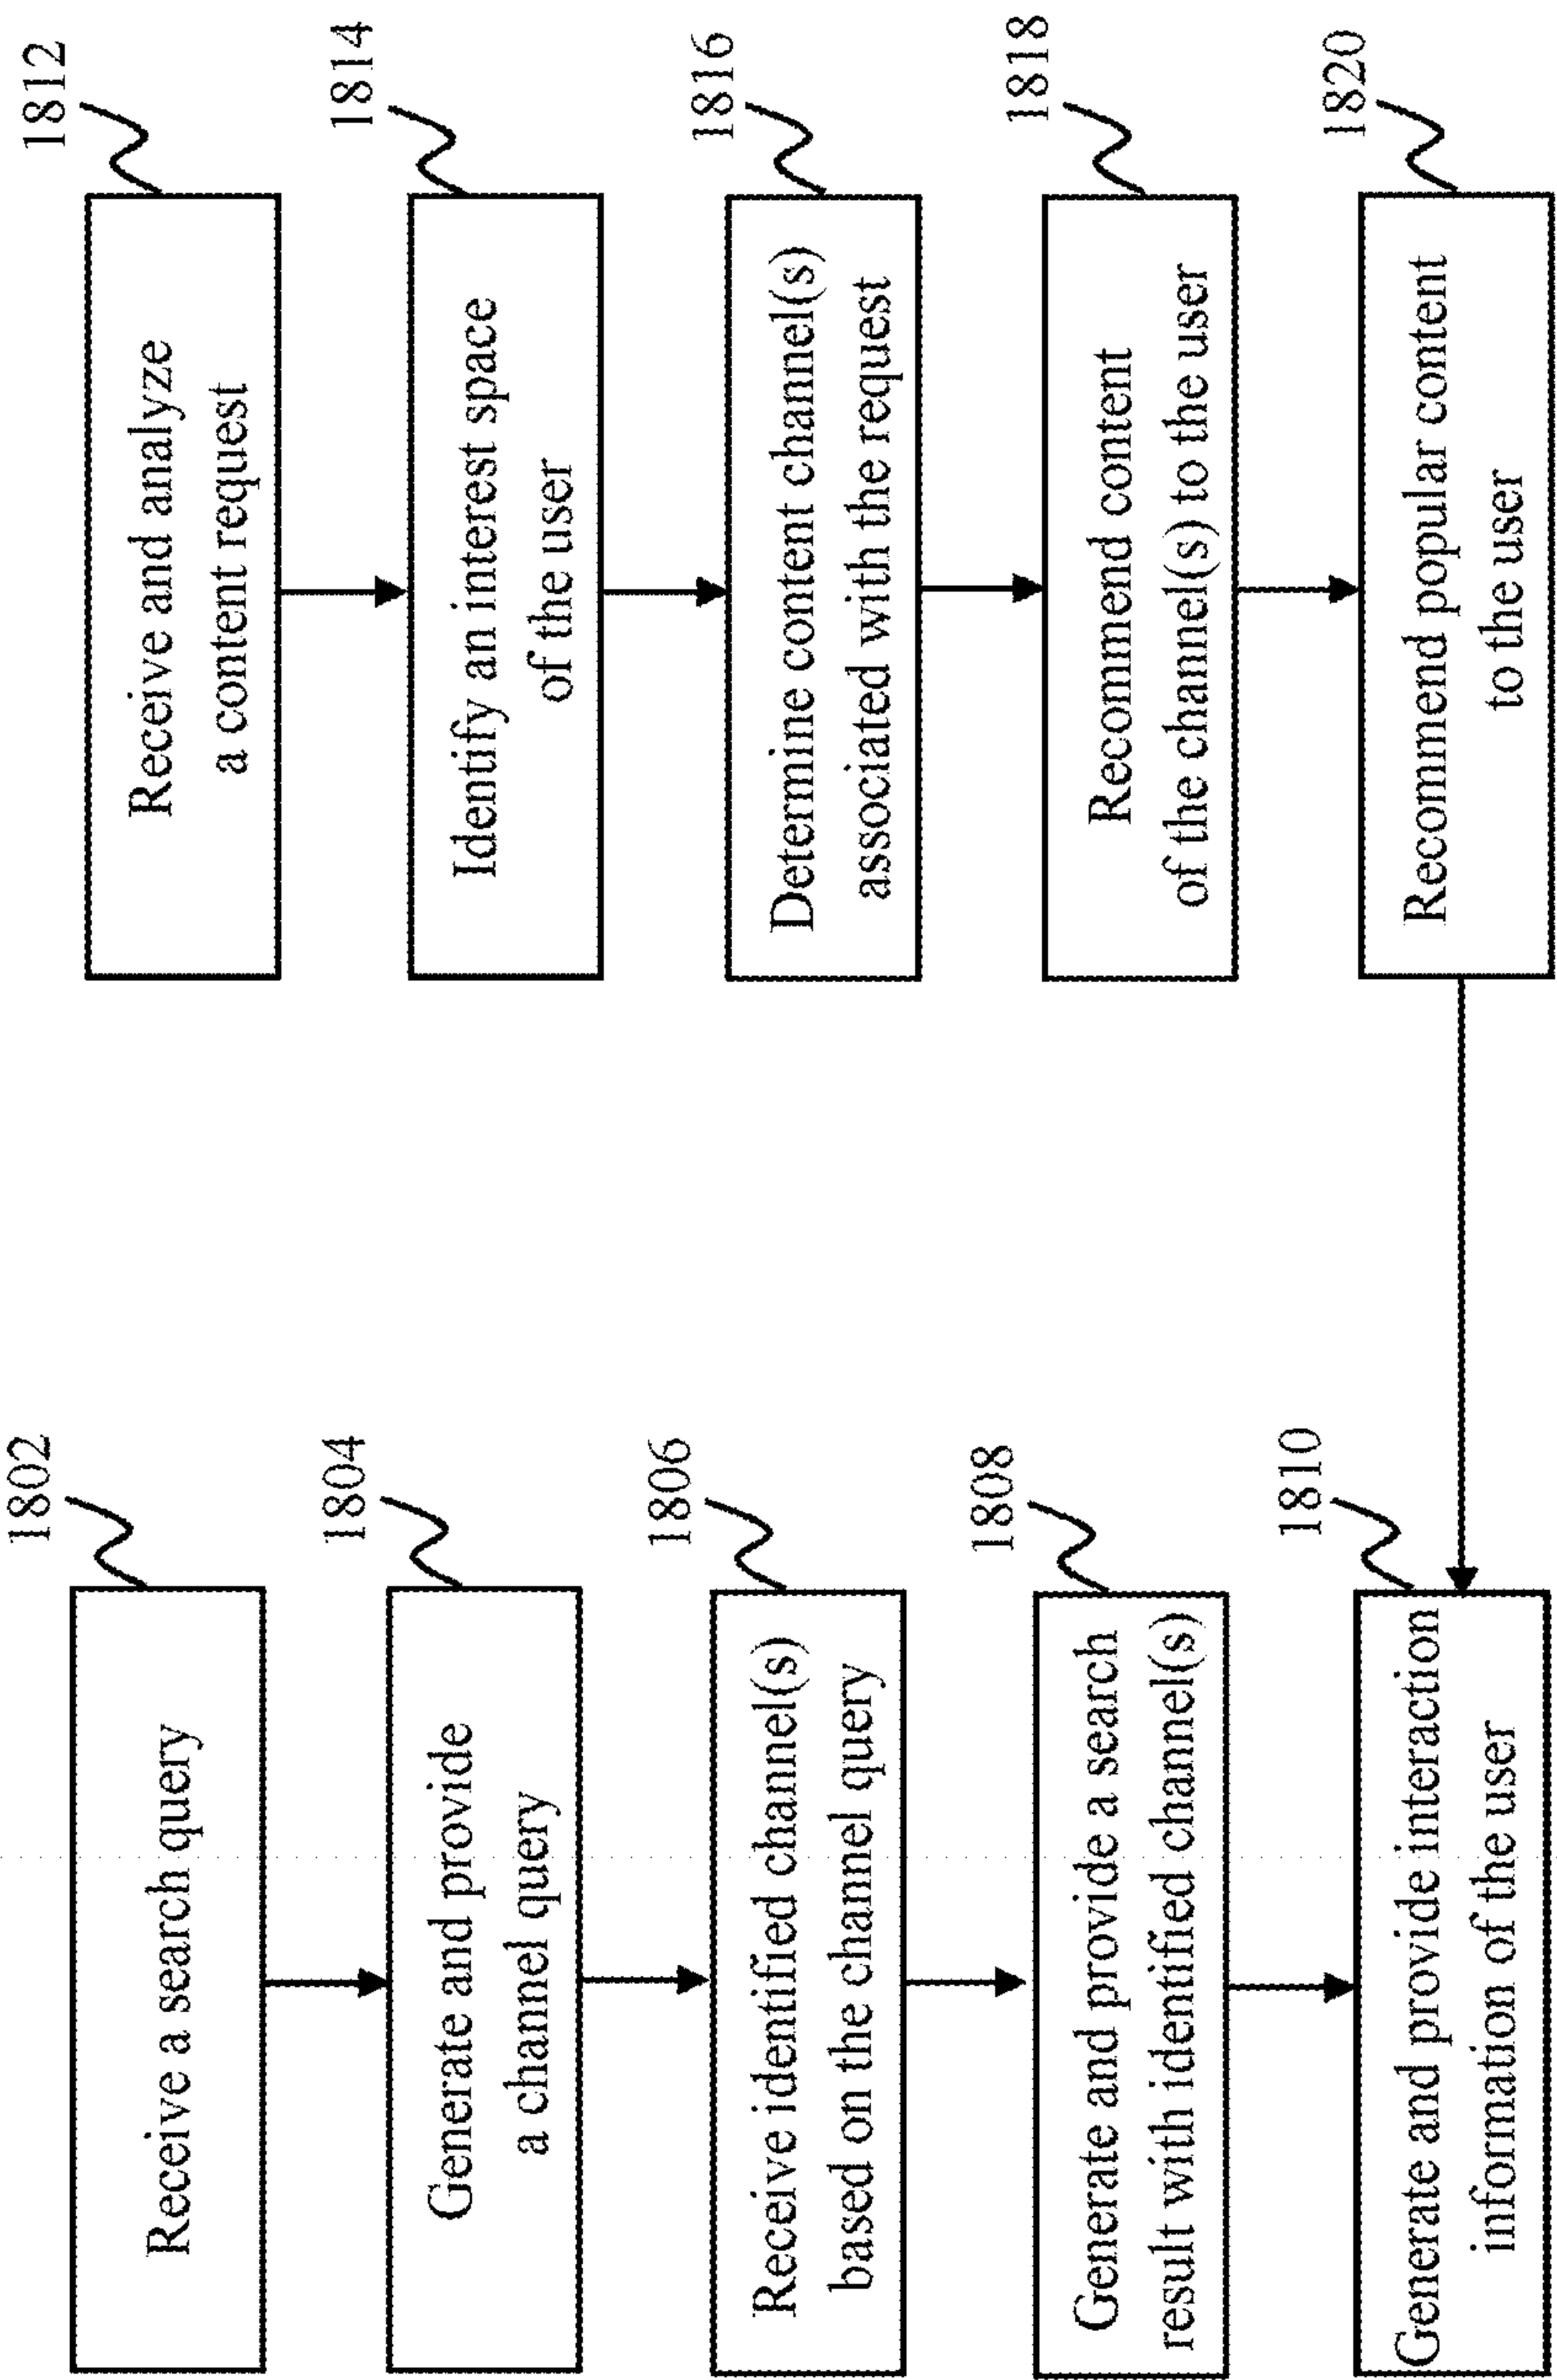 1802
Receive a search query
1804
Generate and provide
a channel query
1806
Receive identified channel(s)
based on the channel query
1808
Generate and provide a search
result with identified channel(s)
1810
Generate and provide interaction
information of the user
1812
Receive and analyze
a content request
1814
Identify an interest space
of the user
1816
Determine content channel(s)
associated with the request
1818
Recommend content
of the channel(s) to the user
1820
Recommend popular content
to the user